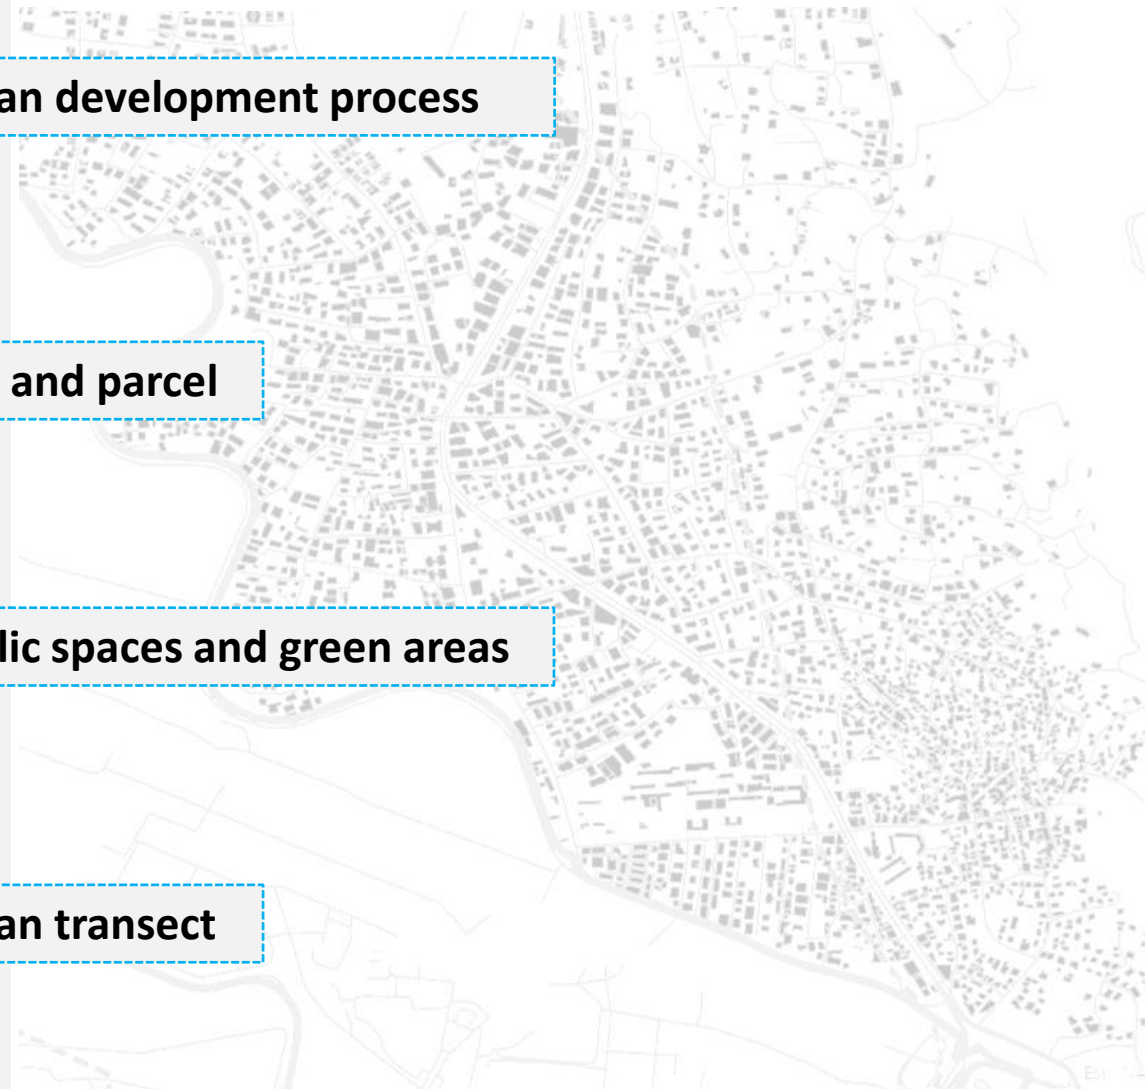 an development process
and parcel
lic spaces and green areas
an transect